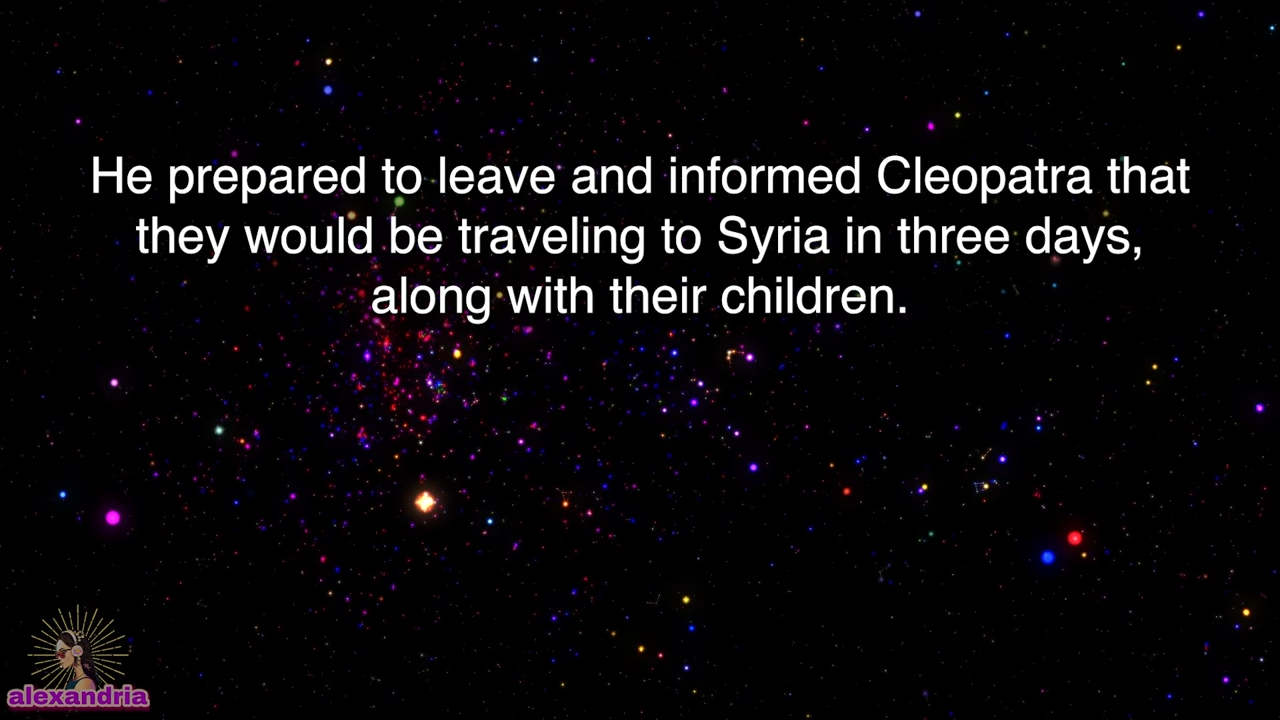 He prepared to leave and informed Cleopatra that
they would be traveling to Syria in three days,
along with their children.
alexandria